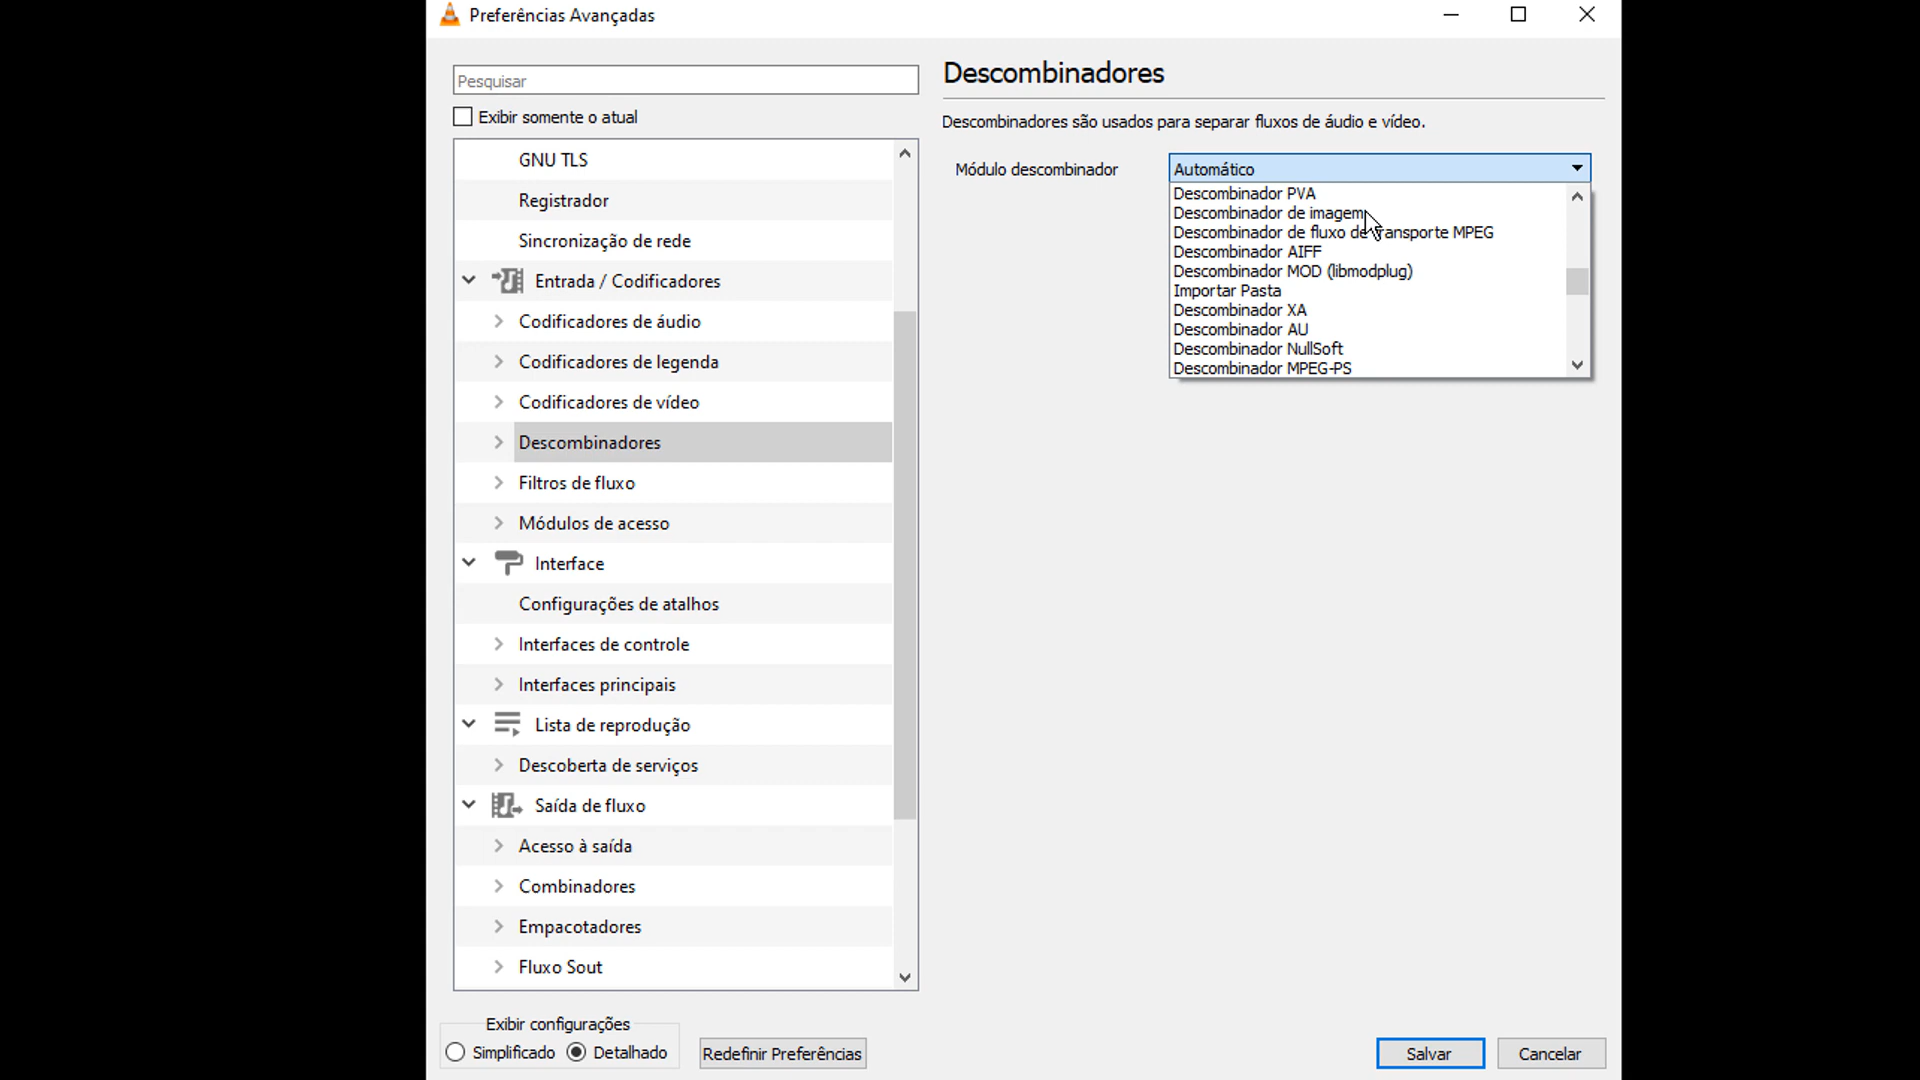 Preferências Avançadas
Pesquisar
Exibir somente o atual
GNU TLS
Registrador
Sincronização de rede
Entrada / Codificadores
Codificadores de áudio
Codificadores de legenda
Codificadores de vídeo
Descombinadores
Filtros de fluxo
Módulos de acesso
Interface
Configurações de atalhos
Interfaces de controle
Interfaces principais
Lista de reprodução
Descoberta de serviços
Saída de fluxo
Acesso à saída
Combinadores
Empacotadores
Fluxo Sout
Exibir configurações
Simplificado
Detalhado
Redefinir Preferências
Descombinadores
Descombinadores são usados para separar fluxos de áudio e vídeo.
Módulo descombinador
Automático
Descombinador PVA
Descombinador de imagem
Descombinador de fluxo de transporte MPEG
Descombinador AIFF
Descombinador MOD (libmodplug)
Importar Pasta
Descombinador XA
Descombinador AU
Descombinador NullSoft
Descombinador MPEG-PS
Salvar
Cancelar